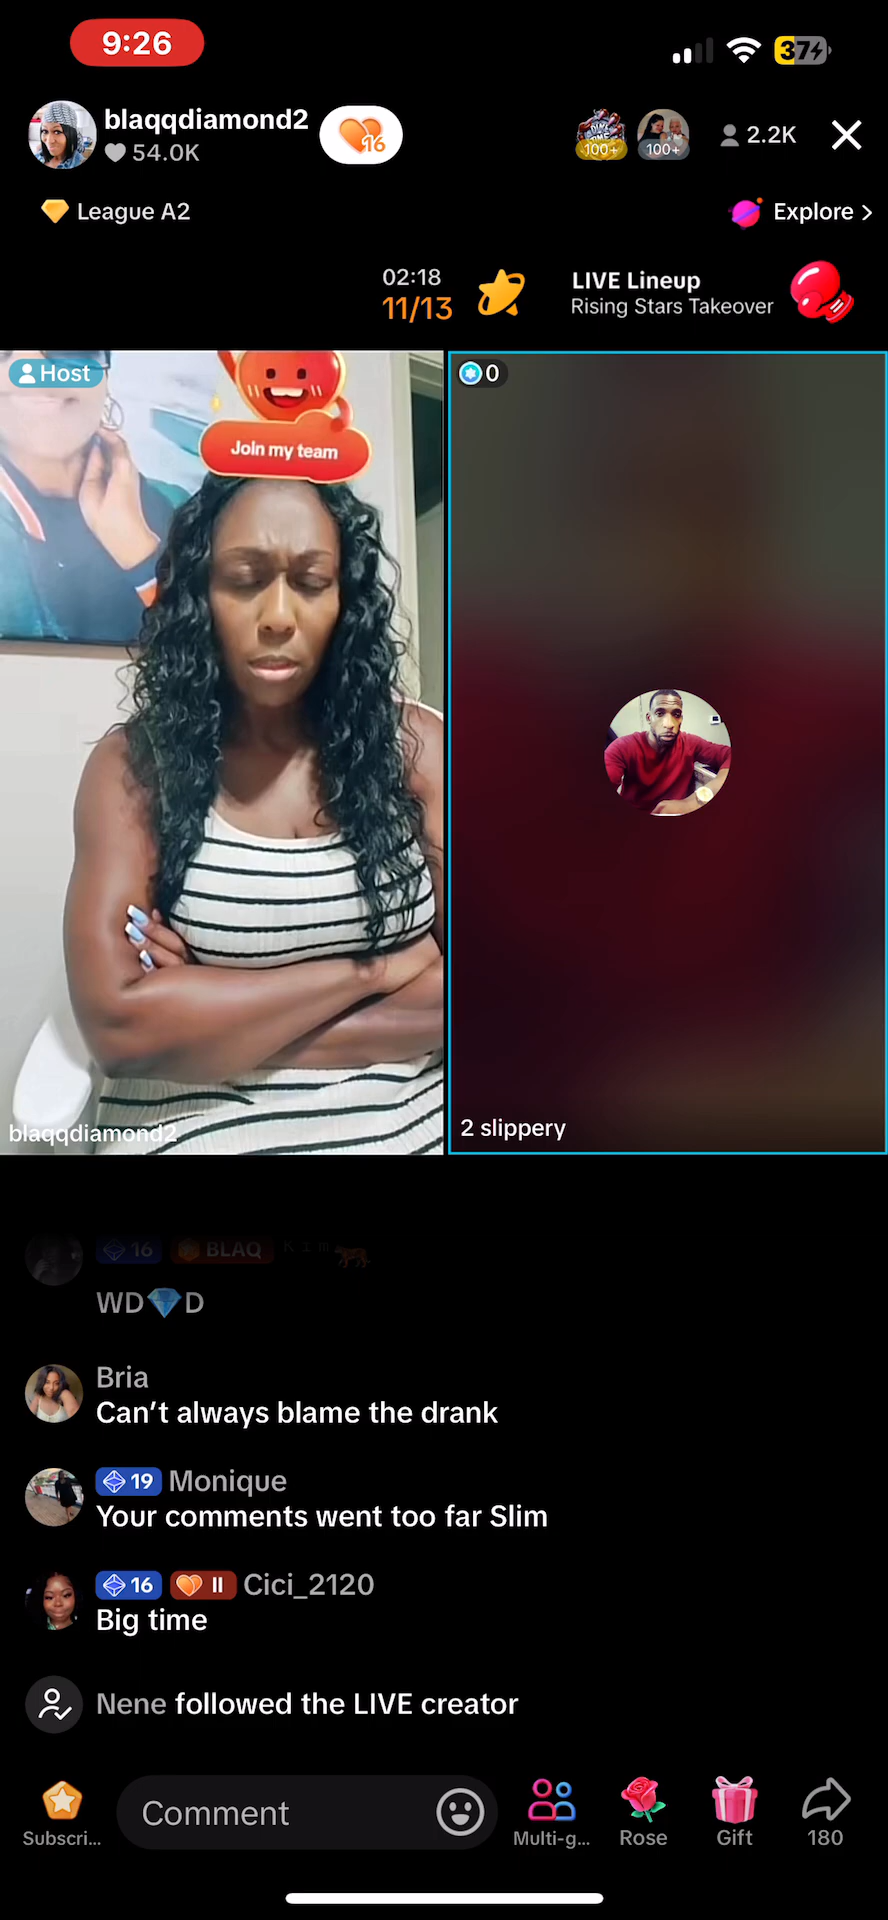 9:26
37
blaqqdiamond2
54.0K
16
100+
100+
2.2K
League A2
Explore >
02:18
11/13
LIVE Lineup
Rising Stars Takeover
Host
Join my team
0
blaqqdiamond2
2 slippery
16 BLAQ Kim
WD💎D
Bria
Can't always blame the drank
19 Monique
Your comments went too far Slim
16 II Cici_2120
Big time
Nene followed the LIVE creator
Comment
Subscri...
Multi-g...
Rose
Gift
180